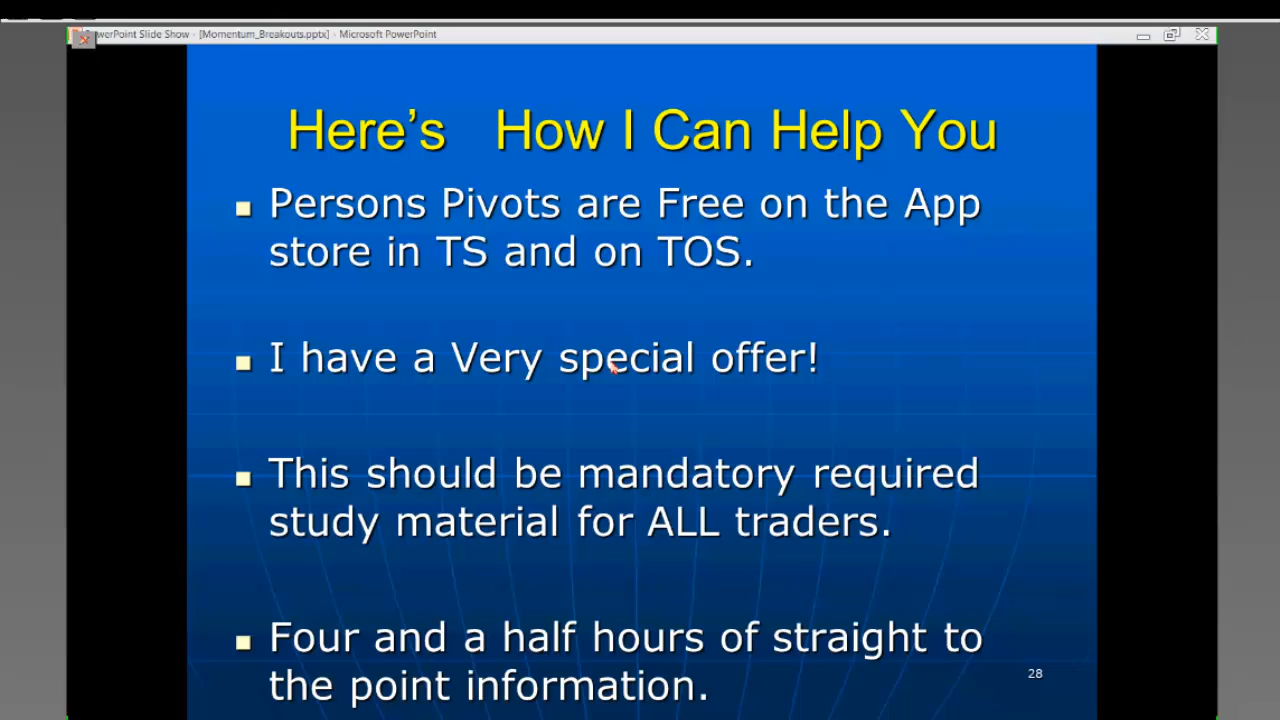 PowerPoint Slide Show - [Momentum_Breakouts.pptx] - Microsoft PowerPoint
Here's How I Can Help You
Persons Pivots are Free on the App
store in TS and on TOS.
I have a Very special offer!
This should be mandatory required
study material for ALL traders.
Four and a half hours of straight to
the point information.
28